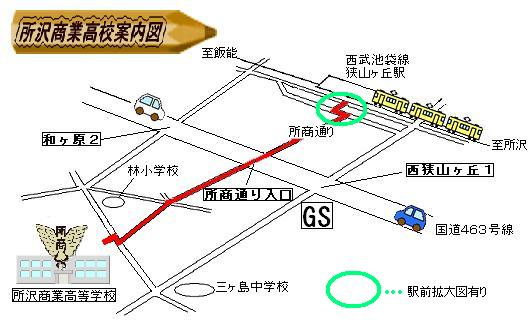 所沢商業高校案内図
至飯能
西武池袋線
狭山ヶ丘駅
和ヶ原2
所商通り
至所沢
林小学校
西狭山ヶ丘1
所商通り入口
GS
所商
国道463号線
所沢商業高等学校
三ヶ島中学校
・・・ 駅前拡大図有り